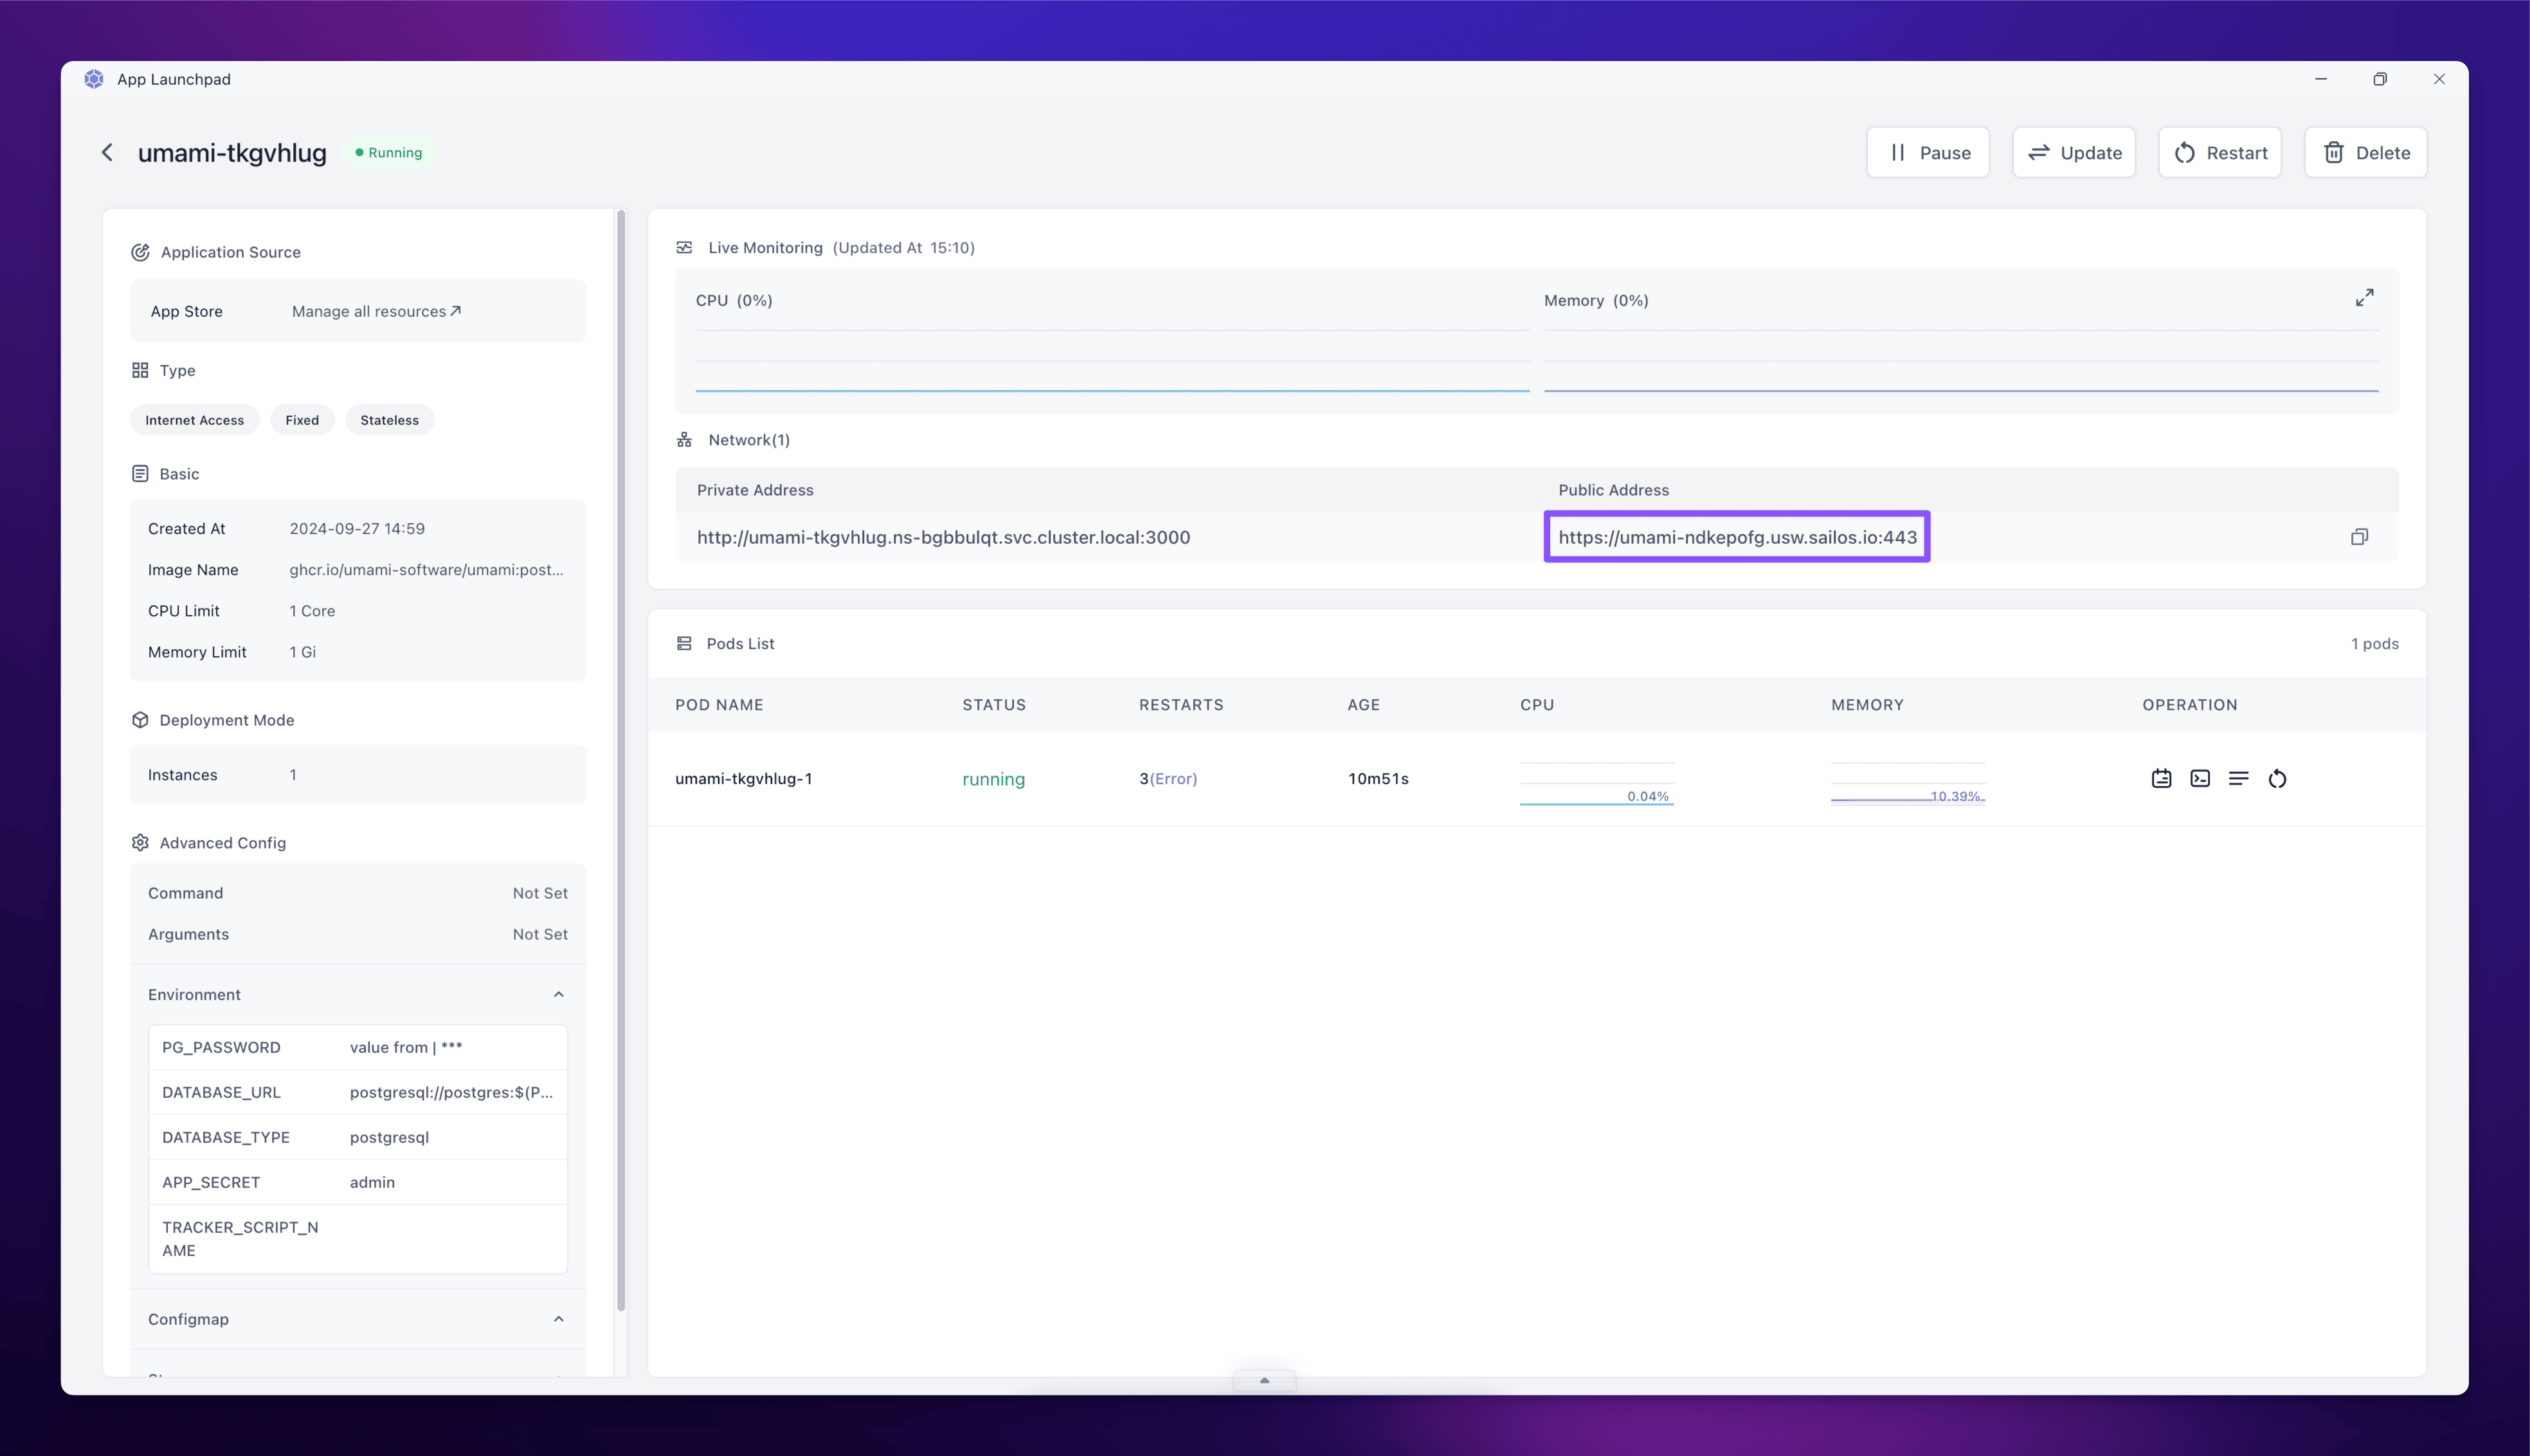 App Launchpad
umami-tkgvhlug
Running
Pause
Update
Restart
Delete
Application Source
App Store
Manage all resources
Type
Internet Access
Fixed
Stateless
Basic
Created At
2024-09-27 14:59
Image Name
ghcr.io/umami-software/umami:post...
CPU Limit
1 Core
Memory Limit
1 Gi
Deployment Mode
Instances
1
Advanced Config
Command
Not Set
Arguments
Not Set
Environment
PG_PASSWORD
value from | ***
DATABASE_URL
postgresql://postgres:$(P...
DATABASE_TYPE
postgresql
APP_SECRET
admin
TRACKER_SCRIPT_N
AME
Configmap
Live Monitoring (Updated At 15:10)
CPU (0%)
Memory (0%)
Network(1)
Private Address
Public Address
http://umami-tkgvhlug.ns-bgbbulqt.svc.cluster.local:3000
https://umami-ndkepofg.usw.sailos.io:443
Pods List
1 pods
POD NAME
STATUS
RESTARTS
AGE
CPU
MEMORY
OPERATION
umami-tkgvhlug-1
running
3(Error)
10m51s
0.04%
10.39%